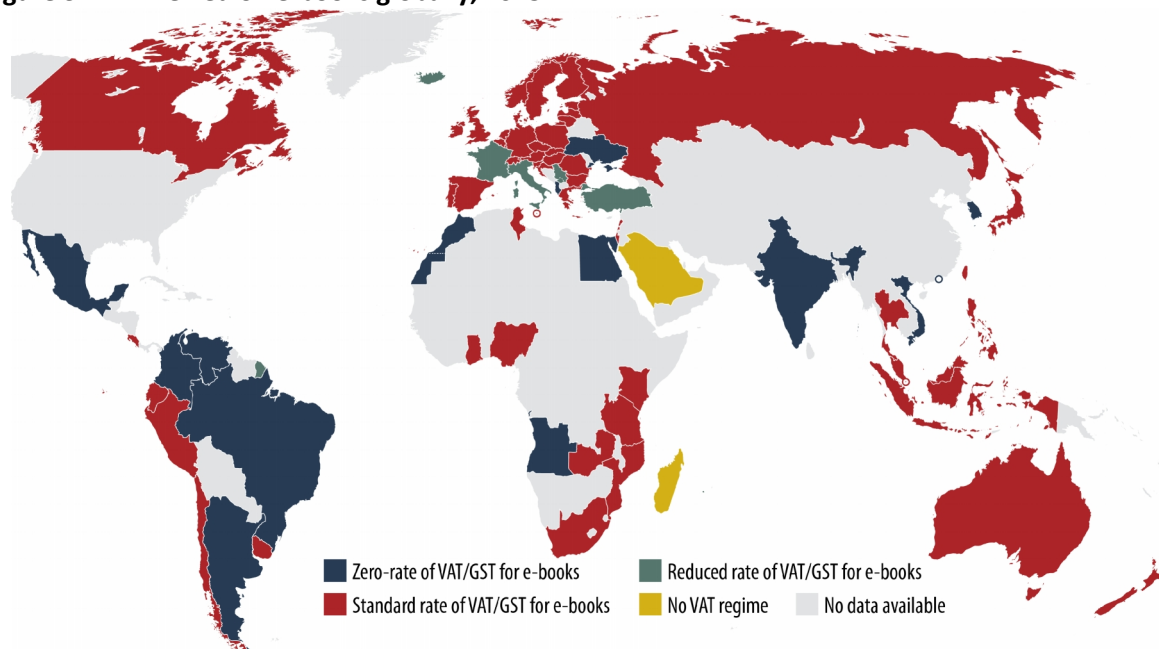 Zero-rate of VAT/GST for e-books
Reduced rate of VAT/GST for e-books
Standard rate of VAT/GST for e-books
No VAT regime
No data available